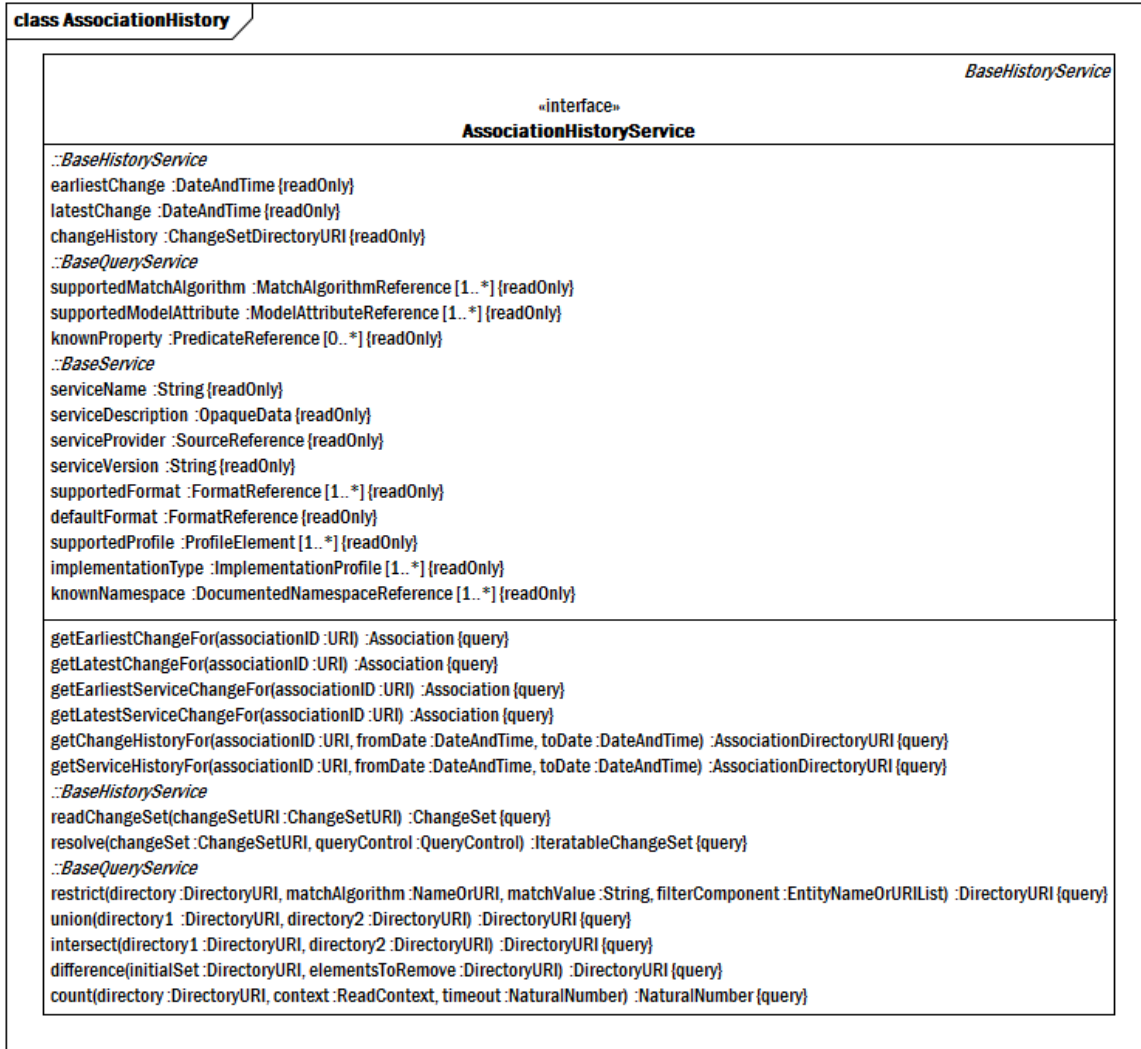 class AssociationHistory
BaseHistoryService
«interface»
AssociationHistoryService
::BaseHistoryService
earliestChange :DateAndTime {readOnly}
latestChange :DateAndTime {readOnly}
changeHistory :ChangeSetDirectoryURI {readOnly}
::BaseQueryService
supportedMatchAlgorithm :MatchAlgorithmReference [1..*] {readOnly}
supportedModelAttribute :ModelAttributeReference [1..*] {readOnly}
knownProperty :PredicateReference [0..*] {readOnly}
::BaseService
serviceName :String {readOnly}
serviceDescription :OpaqueData {readOnly}
serviceProvider :SourceReference {readOnly}
serviceVersion :String {readOnly}
supportedFormat :FormatReference [1..*] {readOnly}
defaultFormat :FormatReference {readOnly}
supportedProfile :ProfileElement [1..*] {readOnly}
implementationType :ImplementationProfile [1..*] {readOnly}
knownNamespace :DocumentedNamespaceReference [1..*] {readOnly}
getEarliestChangeFor(associationID :URI) :Association {query}
getLatestChangeFor(associationID :URI) :Association {query}
getEarliestServiceChangeFor(associationID :URI) :Association {query}
getLatestServiceChangeFor(associationID :URI) :Association {query}
getChangeHistoryFor(associationID :URI, fromDate :DateAndTime, toDate :DateAndTime) :AssociationDirectoryURI {query}
getServiceHistoryFor(associationID :URI, fromDate :DateAndTime, toDate :DateAndTime) :AssociationDirectoryURI {query}
::BaseHistoryService
readChangeSet(changeSetURI :ChangeSetURI) :ChangeSet {query}
resolve(changeSet :ChangeSetURI, queryControl :QueryControl) :IteratableChangeSet {query}
::BaseQueryService
restrict(directory :DirectoryURI, matchAlgorithm :NameOrURI, matchValue :String, filterComponent :EntityNameOrURIList) :DirectoryURI {query}
union(directory1 :DirectoryURI, directory2 :DirectoryURI) :DirectoryURI {query}
intersect(directory1 :DirectoryURI, directory2 :DirectoryURI) :DirectoryURI {query}
difference(initialSet :DirectoryURI, elementsToRemove :DirectoryURI) :DirectoryURI {query}
count(directory :DirectoryURI, context :ReadContext, timeout :NaturalNumber) :NaturalNumber {query}